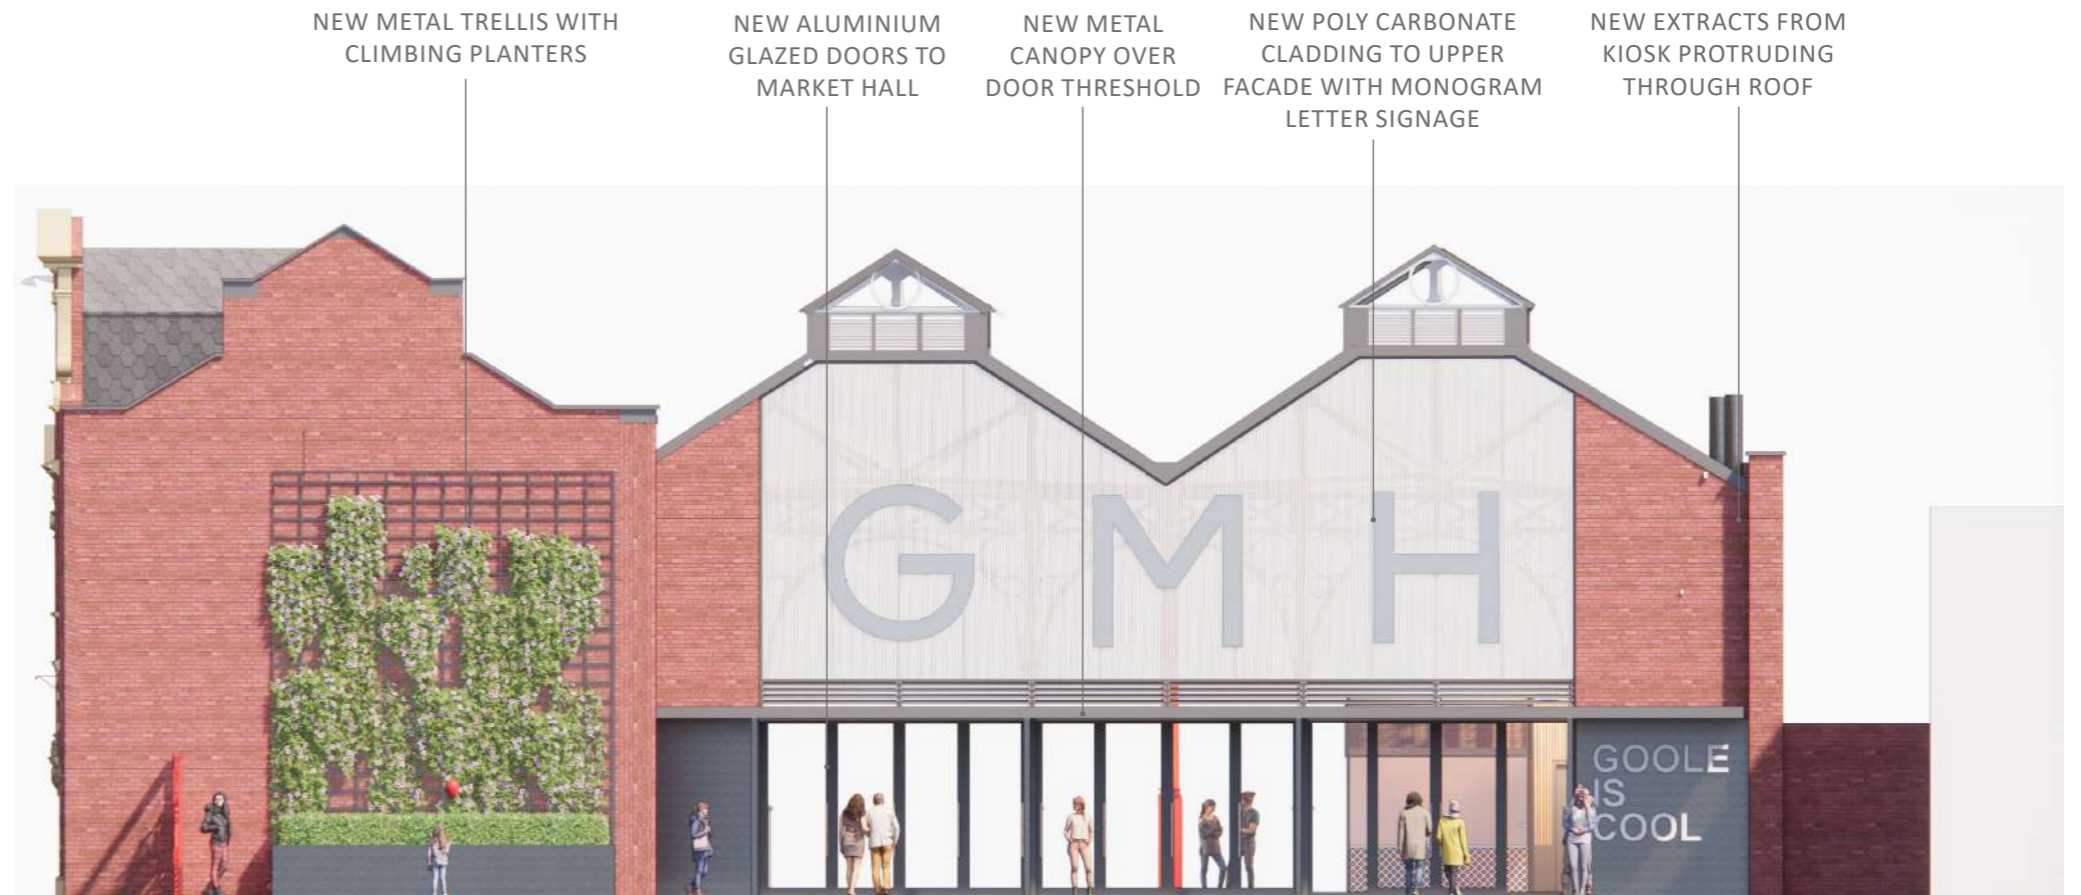 NEW METAL TRELLIS WITH
CLIMBING PLANTERS
NEW ALUMINIUM
GLAZED DOORS TO
MARKET HALL
NEW METAL
CANOPY OVER
DOOR THRESHOLD
NEW POLY CARBONATE
CLADDING TO UPPER
FACADE WITH MONOGRAM
LETTER SIGNAGE
NEW EXTRACTS FROM
KIOSK PROTRUDING
THROUGH ROOF
G M H
GOOLE
IS
COOL